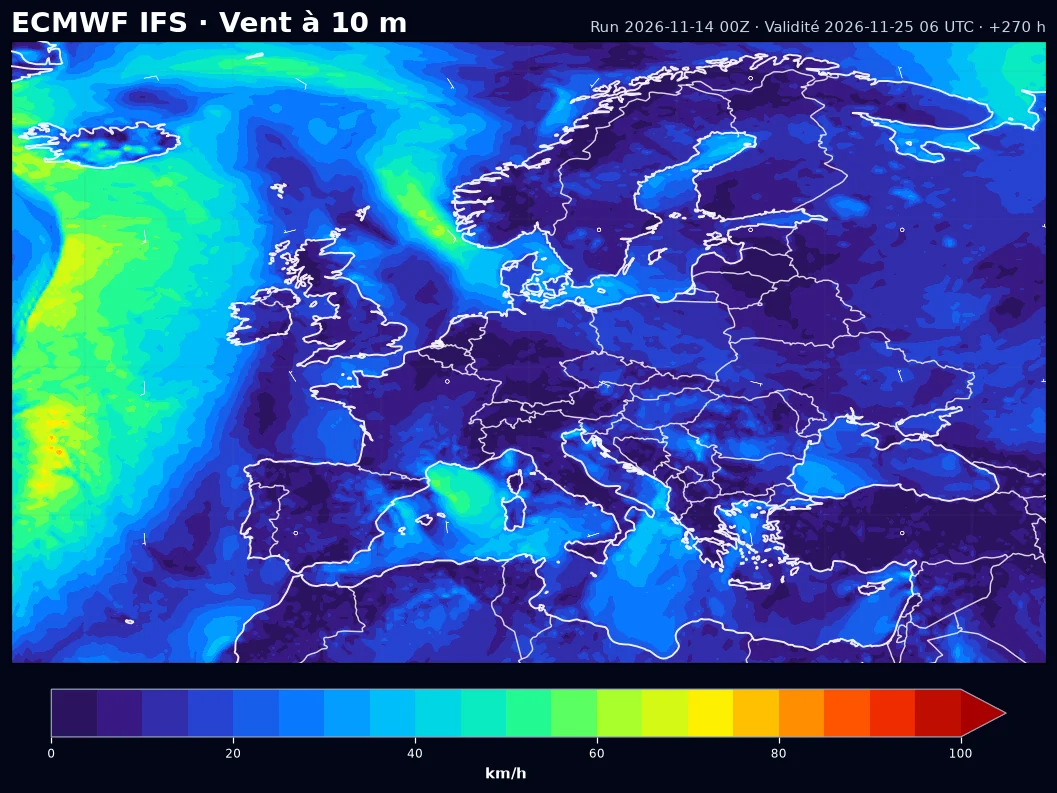 ECMWF IFS · Vent à 10 m
Run 2026-11-14 00Z · Validité 2026-11-25 06 UTC · +270 h
0 20 40 60 80 100
km/h